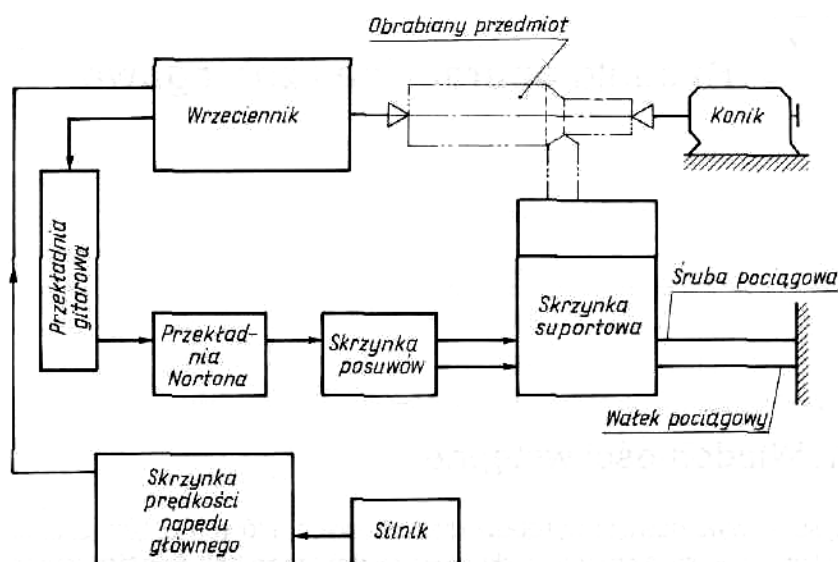 Obrabiany przedmiot
Wrzeciennik
Konik
Przekładnia
gitarowa
Przekład-
nia
Nortona
Skrzynka
posuwów
Skrzynka
suportowa
Śruba pociągowa
Wałek pociągowy
Skrzynka
prędkości
napędu
głównego
Silnik